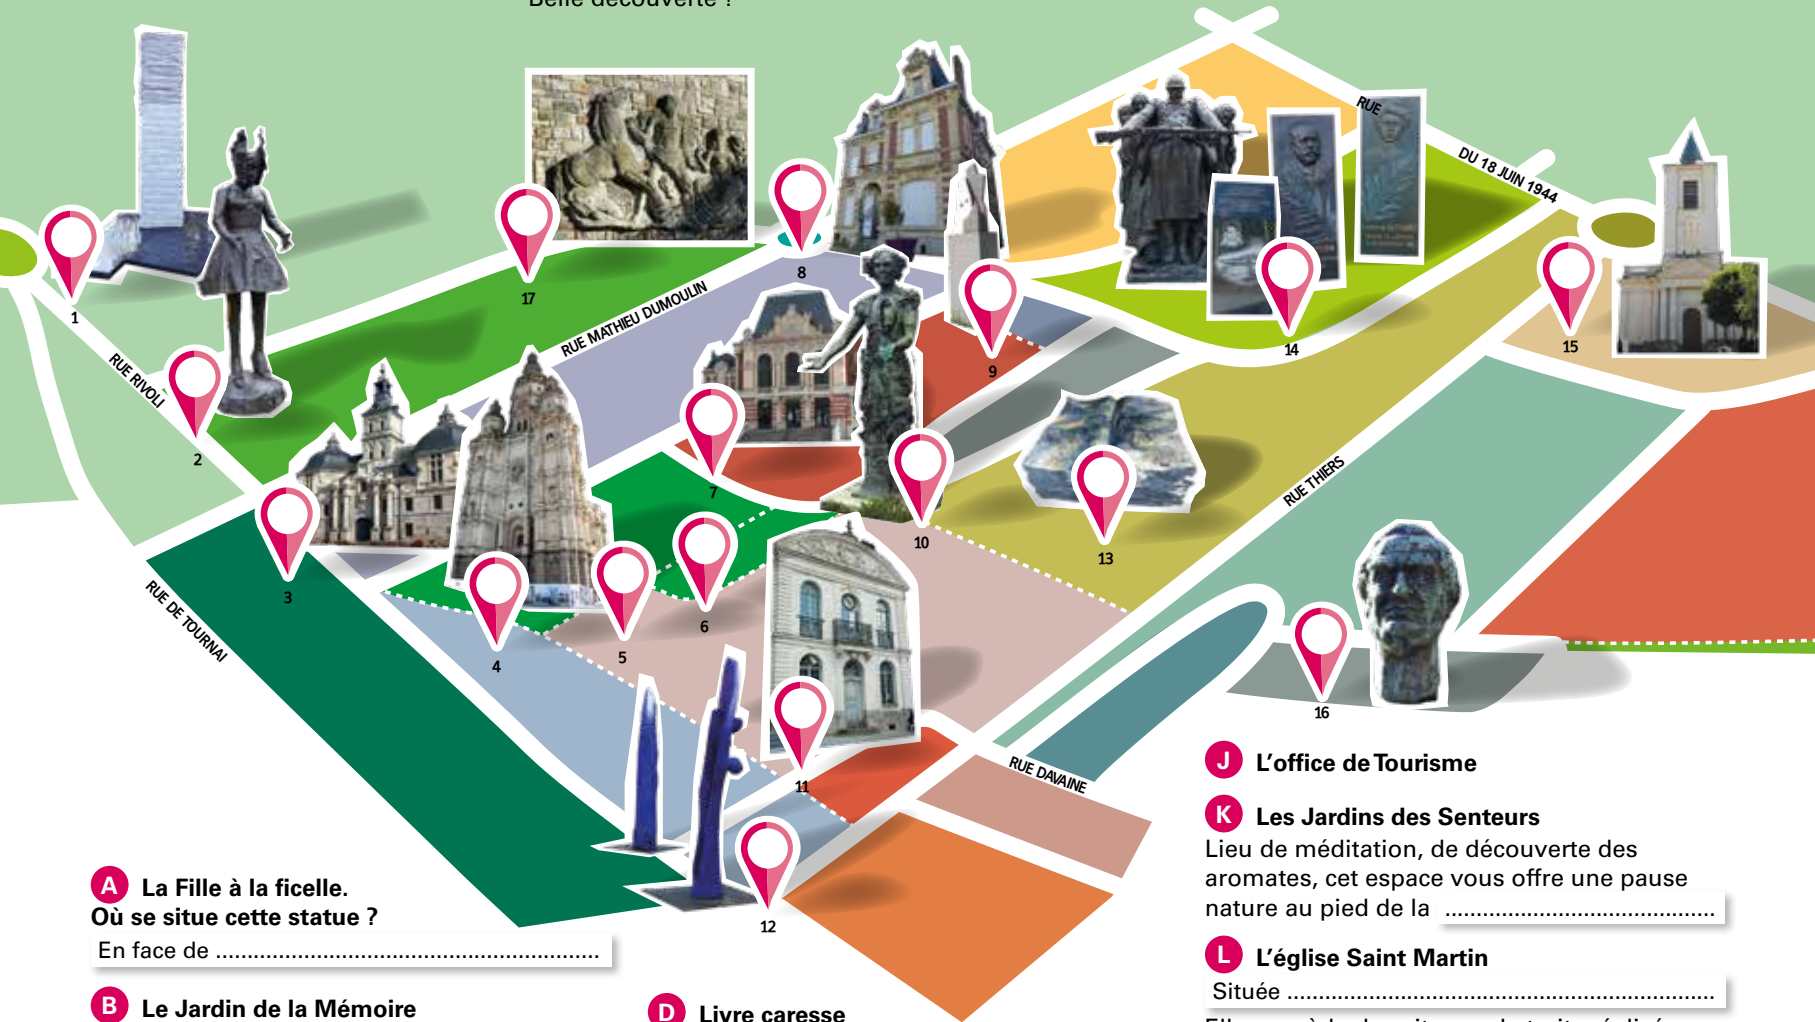 Belle découverte !
RUE
DU 18 JUIN 1944
1
17
8
RUE MATHIEU DUMOULIN
RUE RIVOLI
14
15
9
2
7
RUE THIERS
10
13
3
RUE DE TOURNAI
6
5
4
16
11
RUE DAVAINE
12
J L'office de Tourisme
K Les Jardins des Senteurs
Lieu de méditation, de découverte des
aromates, cet espace vous offre une pause
nature au pied de la ...........................................
L L'église Saint Martin
Située ....................................................................
A La Fille à la ficelle.
Où se situe cette statue ?
En face de .............................................................
B Le Jardin de la Mémoire
D Livre caresse